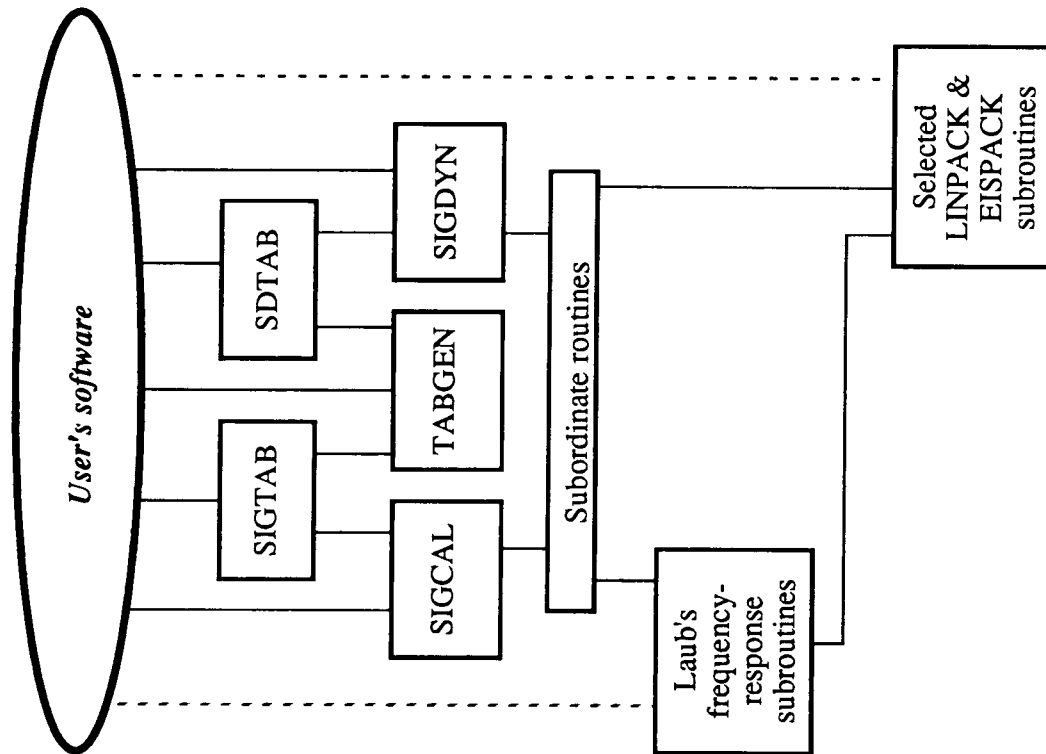 User's software
SIGTAB
SDTAB
SIGCAL
TABGEN
SIGDYN
Subordinate routines
Laub's
frequency-
response
subroutines
Selected
LINPACK &
EISPACK
subroutines